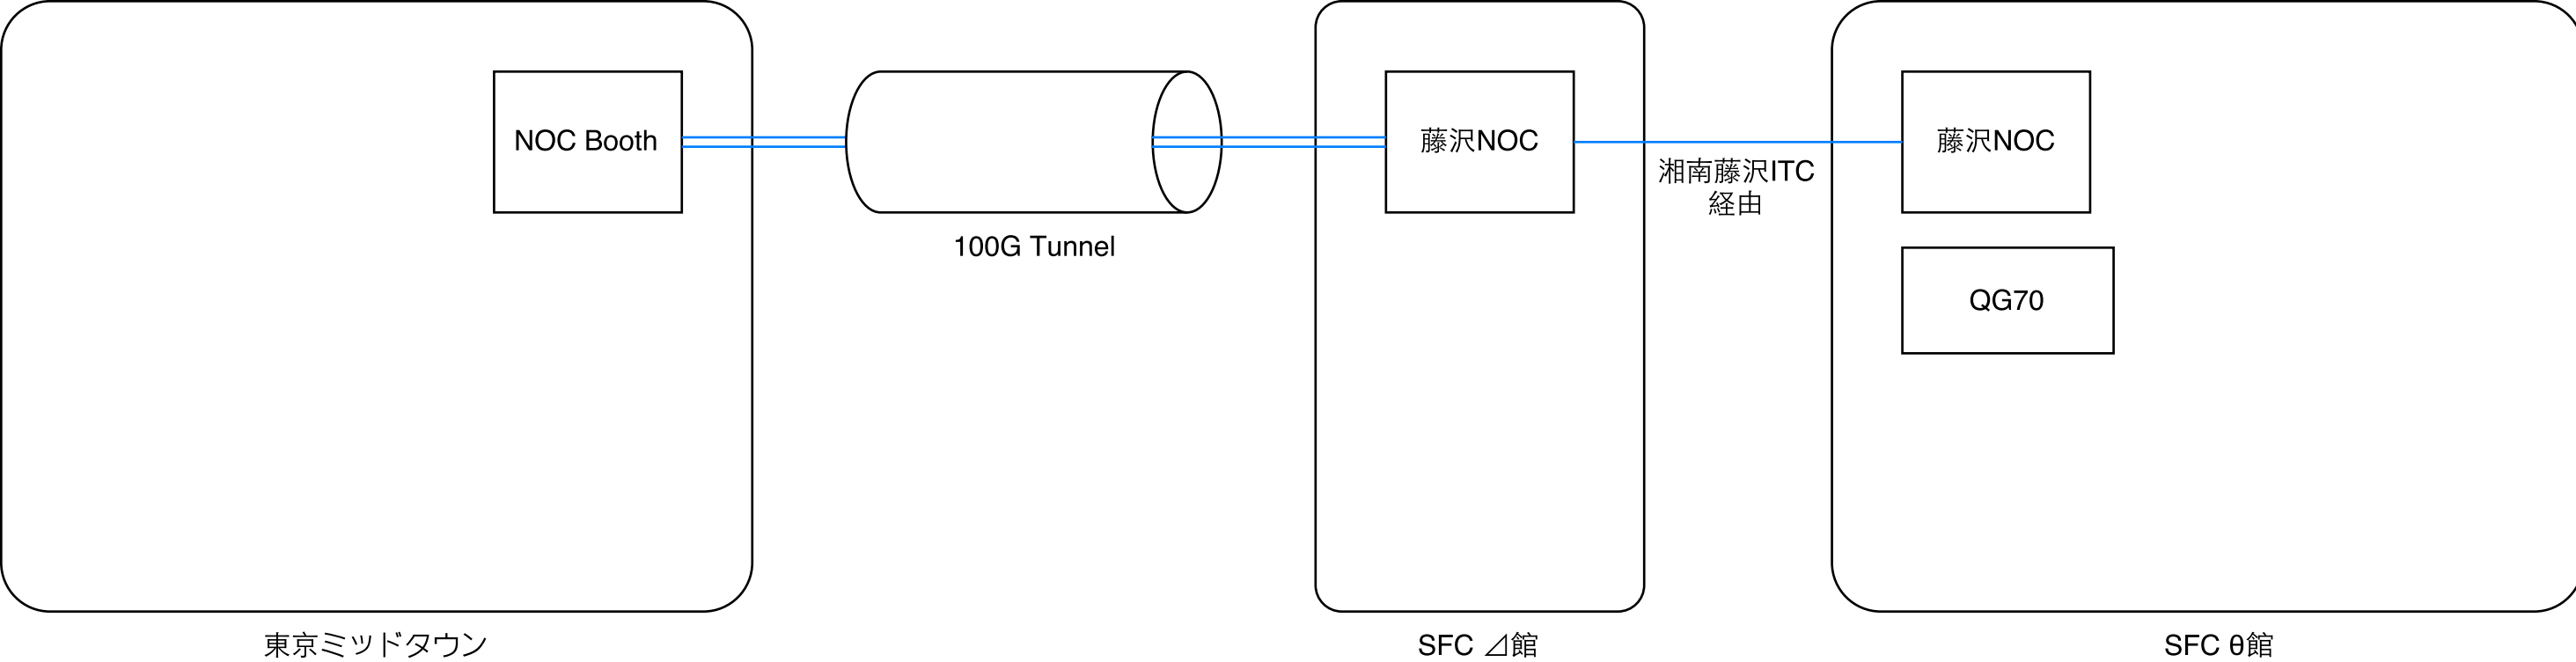 NOC Booth
100G Tunnel
藤沢NOC
湘南藤沢ITC
経由
藤沢NOC
QG70
東京ミッドタウン
SFC ⊿館
SFC θ館